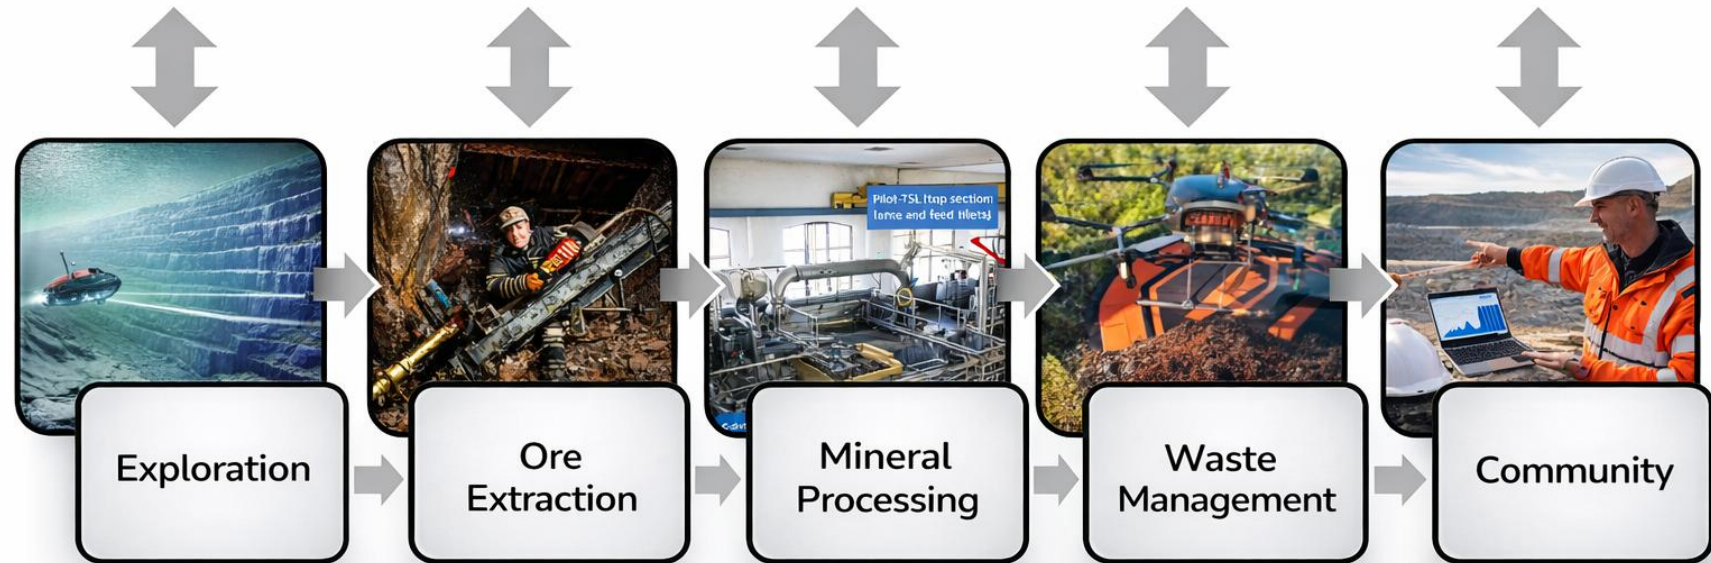 Exploration
Ore
Extraction
Mineral
Processing
Waste
Management
Community